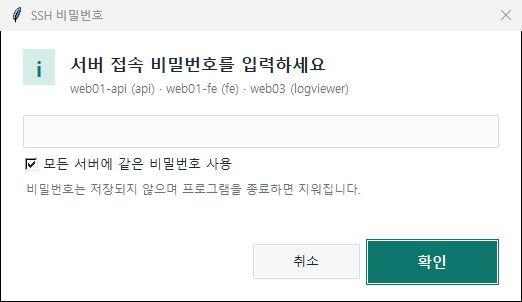 SSH 비밀번호
i
서버 접속 비밀번호를 입력하세요
web01-api (api) · web01-fe (fe) · web03 (logviewer)
모든 서버에 같은 비밀번호 사용
비밀번호는 저장되지 않으며 프로그램을 종료하면 지워집니다.
취소 확인